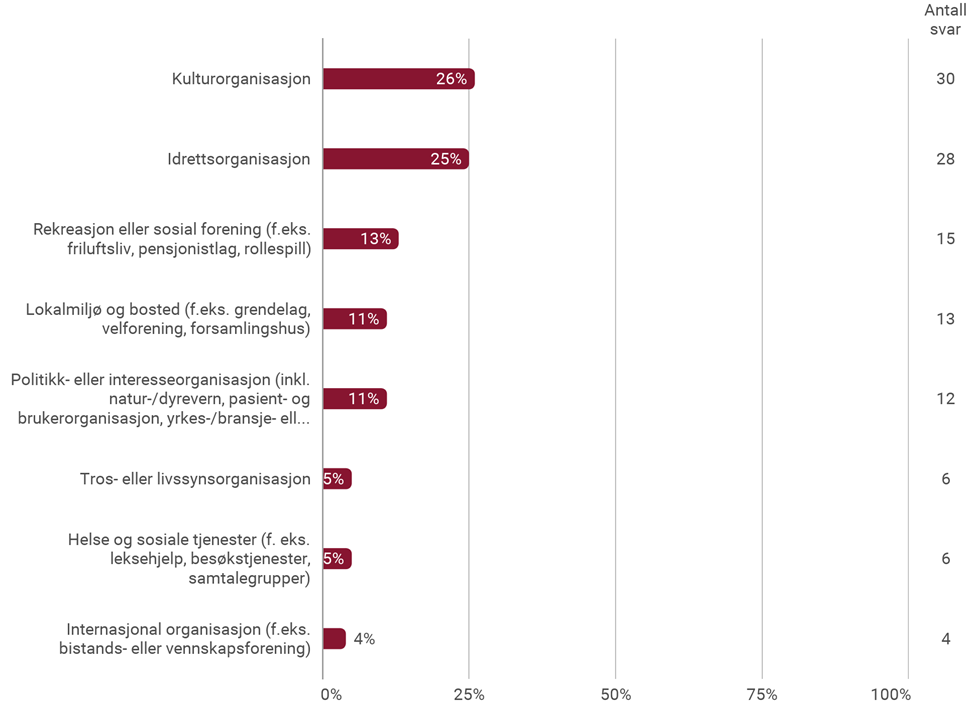 Antall
svar
Kulturorganisasjon 26% 30
Idrettsorganisasjon 25% 28
Rekreasjon eller sosial forening (f.eks.
friluftsliv, pensjonistlag, rollespill) 13% 15
Lokalmiljø og bosted (f.eks. grendelag,
velforening, forsamlingshus) 11% 13
Politikk- eller interesseorganisasjon (inkl.
natur-/dyrevern, pasient- og 11% 12
brukerorganisasjon, yrkes-/bransje- ell...
Tros- eller livssynsorganisasjon 5% 6
Helse og sosiale tjenester (f. eks.
leksehjelp, besøkstjenester, 5% 6
samtalegrupper)
Internasjonal organisasjon (f.eks.
bistands- eller vennskapsforening) 4% 4
0% 25% 50% 75% 100%